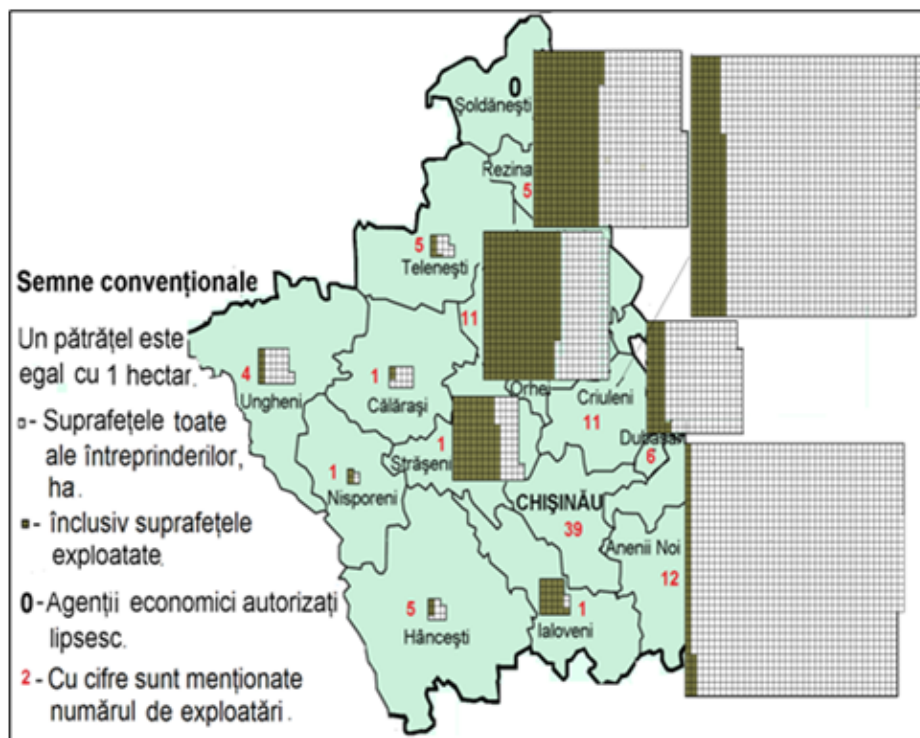 0
Șoldănești
Rezina
5
5
Telenești
Semne convenționale
11
Un pătrățel este
egal cu 1 hectar.
4
Ungheni
1
Călărași
Orhei
Criuleni
11
- Suprafețele toate
ale întreprinderilor,
ha.
1
Strășeni
6
1
Nisporeni
CHIȘINĂU
39
- încluziv suprafețele
exploatate.
Anenii Noi
12
0-Agenții economici autorizați
lipsesc.
5
Hâncești
1
Ialoveni
2 - Cu cifre sunt menționate
numărul de exploatări.